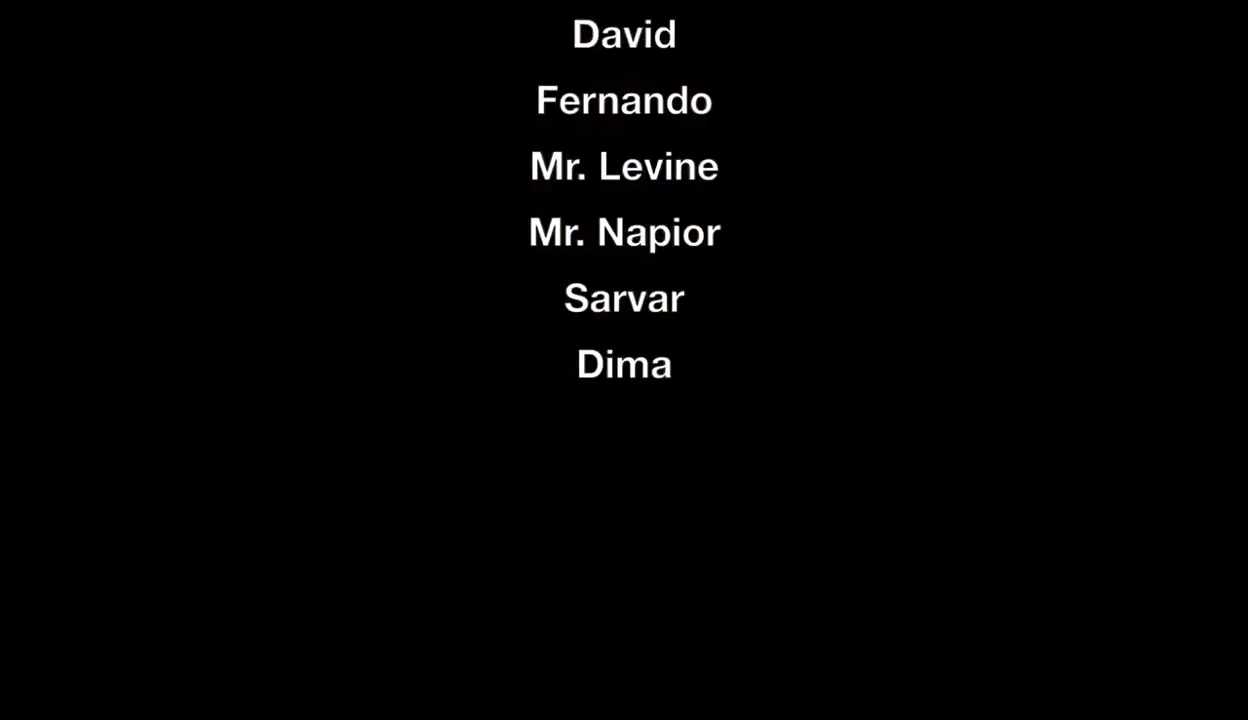 David
Fernando
Mr. Levine
Mr. Napior
Sarvar
Dima